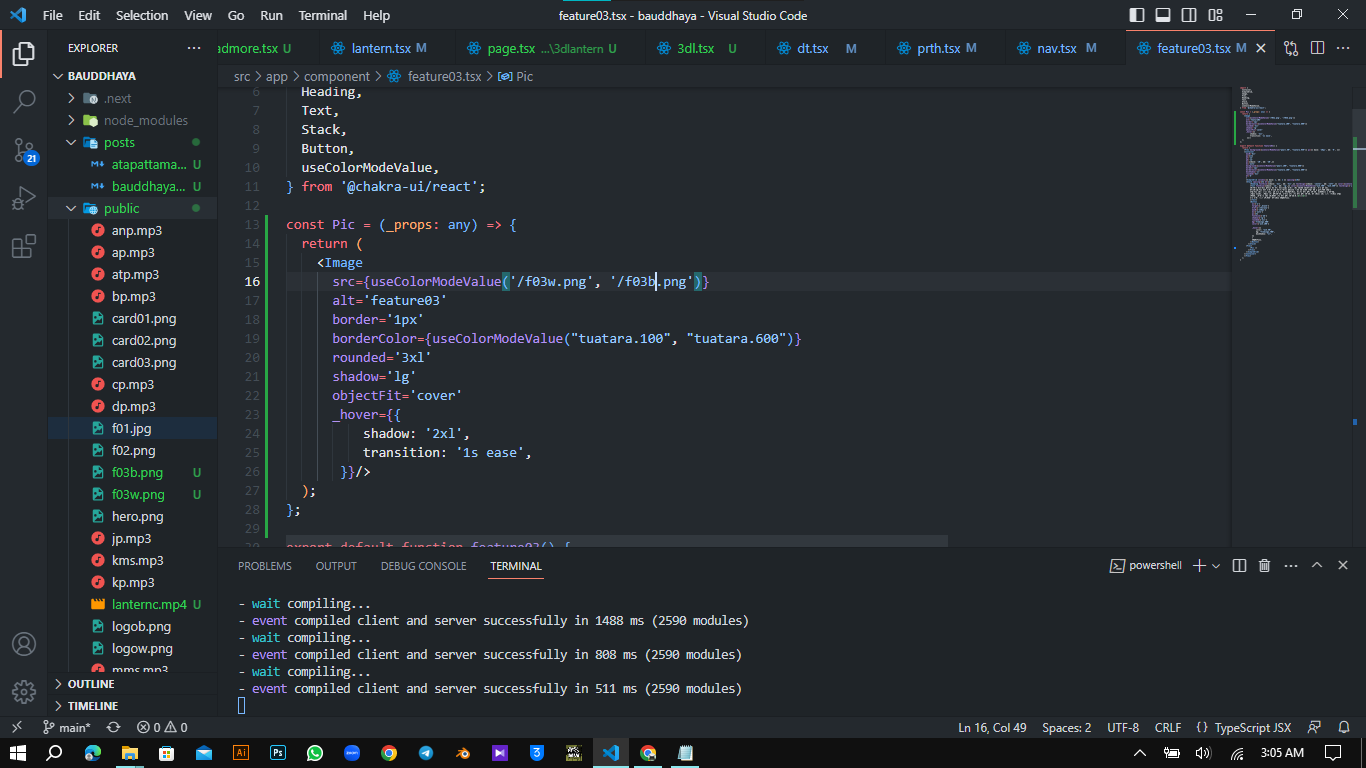 File Edit Selection View Go Run Terminal Help feature03.tsx - bauddhaya - Visual Studio Code
EXPLORER ···
admore.tsx U lantern.tsx M page.tsx ...\3dlantern U 3dl.tsx U dt.tsx M prth.tsx M nav.tsx M feature03.tsx M
src > app > component > feature03.tsx > Pic
BAUDDHAYA
.next
node_modules
posts
atapattama... U
bauddhaya... U
public
anp.mp3
ap.mp3
atp.mp3
bp.mp3
card01.png
card02.png
card03.png
cp.mp3
dp.mp3
f01.jpg
f02.png
f03b.png U
f03w.png U
hero.png
jp.mp3
kms.mp3
kp.mp3
lanternc.mp4 U
logob.png
logow.png
mms.mp3
OUTLINE
TIMELINE
21
6 Heading,
7 Text,
8 Stack,
9 Button,
10 useColorModeValue,
11 } from '@chakra-ui/react';
12
13 const Pic = (_props: any) => {
14 return (
15 <Image
16 src={useColorModeValue('/f03w.png', '/f03b.png')}
17 alt='feature03'
18 border='1px'
19 borderColor={useColorModeValue("tuatara.100", "tuatara.600")}
20 rounded='3xl'
21 shadow='lg'
22 objectFit='cover'
23 _hover={{
24 shadow: '2xl',
25 transition: '1s ease',
26 }}/>
27 );
28 };
29
30 export default function feature03() {
PROBLEMS OUTPUT DEBUG CONSOLE TERMINAL powershell
- wait compiling...
- event compiled client and server successfully in 1488 ms (2590 modules)
- wait compiling...
- event compiled client and server successfully in 808 ms (2590 modules)
- wait compiling...
- event compiled client and server successfully in 511 ms (2590 modules)
main* 0 0 Ln 16, Col 49 Spaces: 2 UTF-8 CRLF {} TypeScript JSX
Ai Ps 3:05 AM